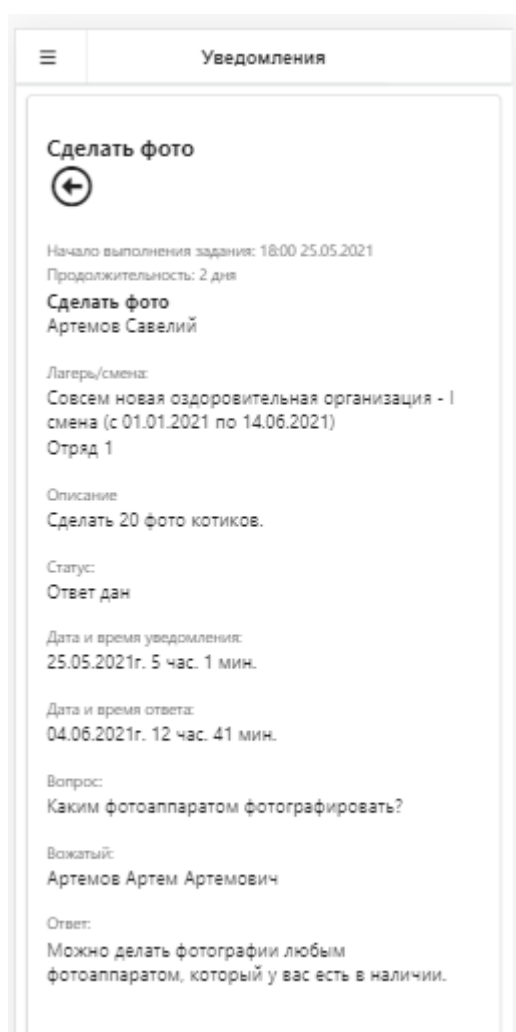 Уведомления
Сделать фото
Начало выполнения задания: 18:00 25.05.2021
Продолжительность: 2 дня
Сделать фото
Артемов Савелий
Лагерь/смена:
Совсем новая оздоровительная организация - I
смена (с 01.01.2021 по 14.06.2021)
Отряд 1
Описание
Сделать 20 фото котиков.
Статус:
Ответ дан
Дата и время уведомления:
25.05.2021г. 5 час. 1 мин.
Дата и время ответа:
04.06.2021г. 12 час. 41 мин.
Вопрос:
Каким фотоаппаратом фотографировать?
Вожатый:
Артемов Артем Артемович
Ответ:
Можно делать фотографии любым
фотоаппаратом, который у вас есть в наличии.